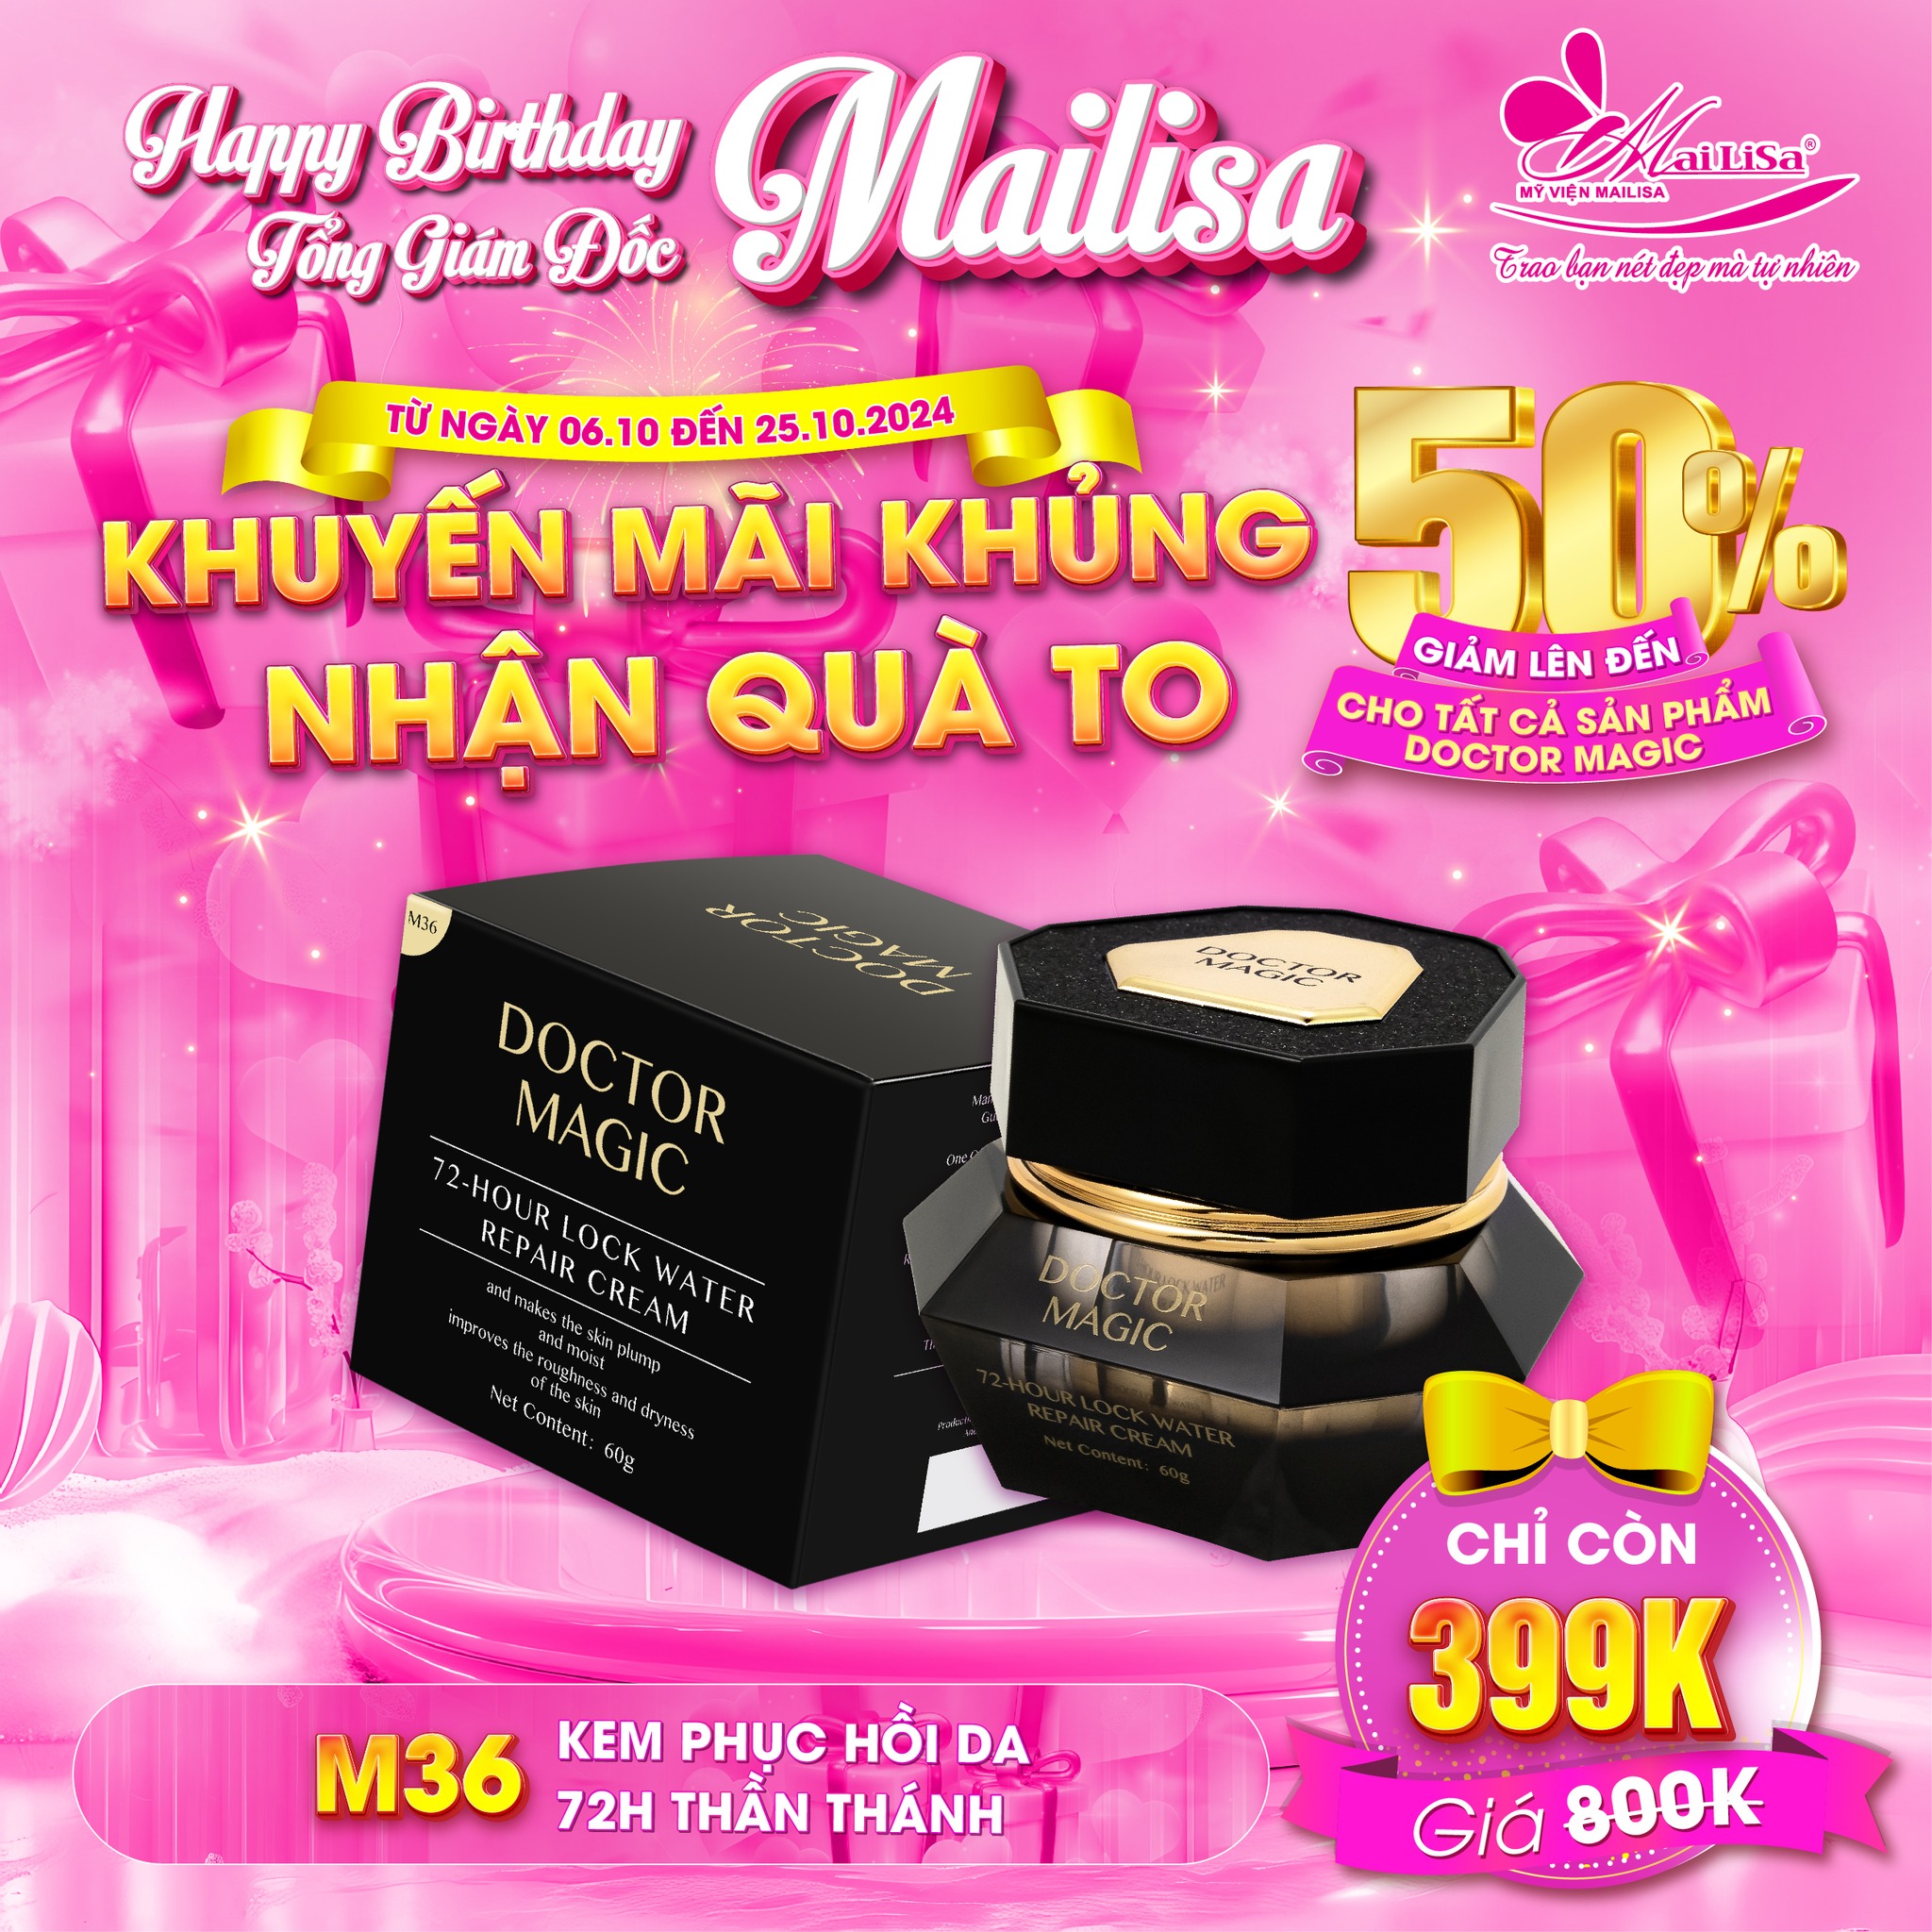 Happy Birthday
Tổng Giám Đốc
Mailisa
MaiLiSa®
MỸ VIỆN MAILISA
Trao bạn nét đẹp mà tự nhiên
TỪ NGÀY 06.10 ĐẾN 25.10.2024
KHUYẾN MÃI KHỦNG
NHẬN QUÀ TO
50%
GIẢM LÊN ĐẾN
CHO TẤT CẢ SẢN PHẨM
DOCTOR MAGIC
M36
DOCTOR
MAGIC
DOCTOR
MAGIC
72-HOUR LOCK WATER
REPAIR CREAM
and makes the skin plump
and moist
improves the roughness and dryness
of the skin
Net Content: 60g
DOCTOR
MAGIC
DOCTOR
MAGIC
72-HOUR LOCK WATER
REPAIR CREAM
Net Content: 60g
CHỈ CÒN
399K
Giá 800K
M36
KEM PHỤC HỒI DA
72H THẦN THÁNH